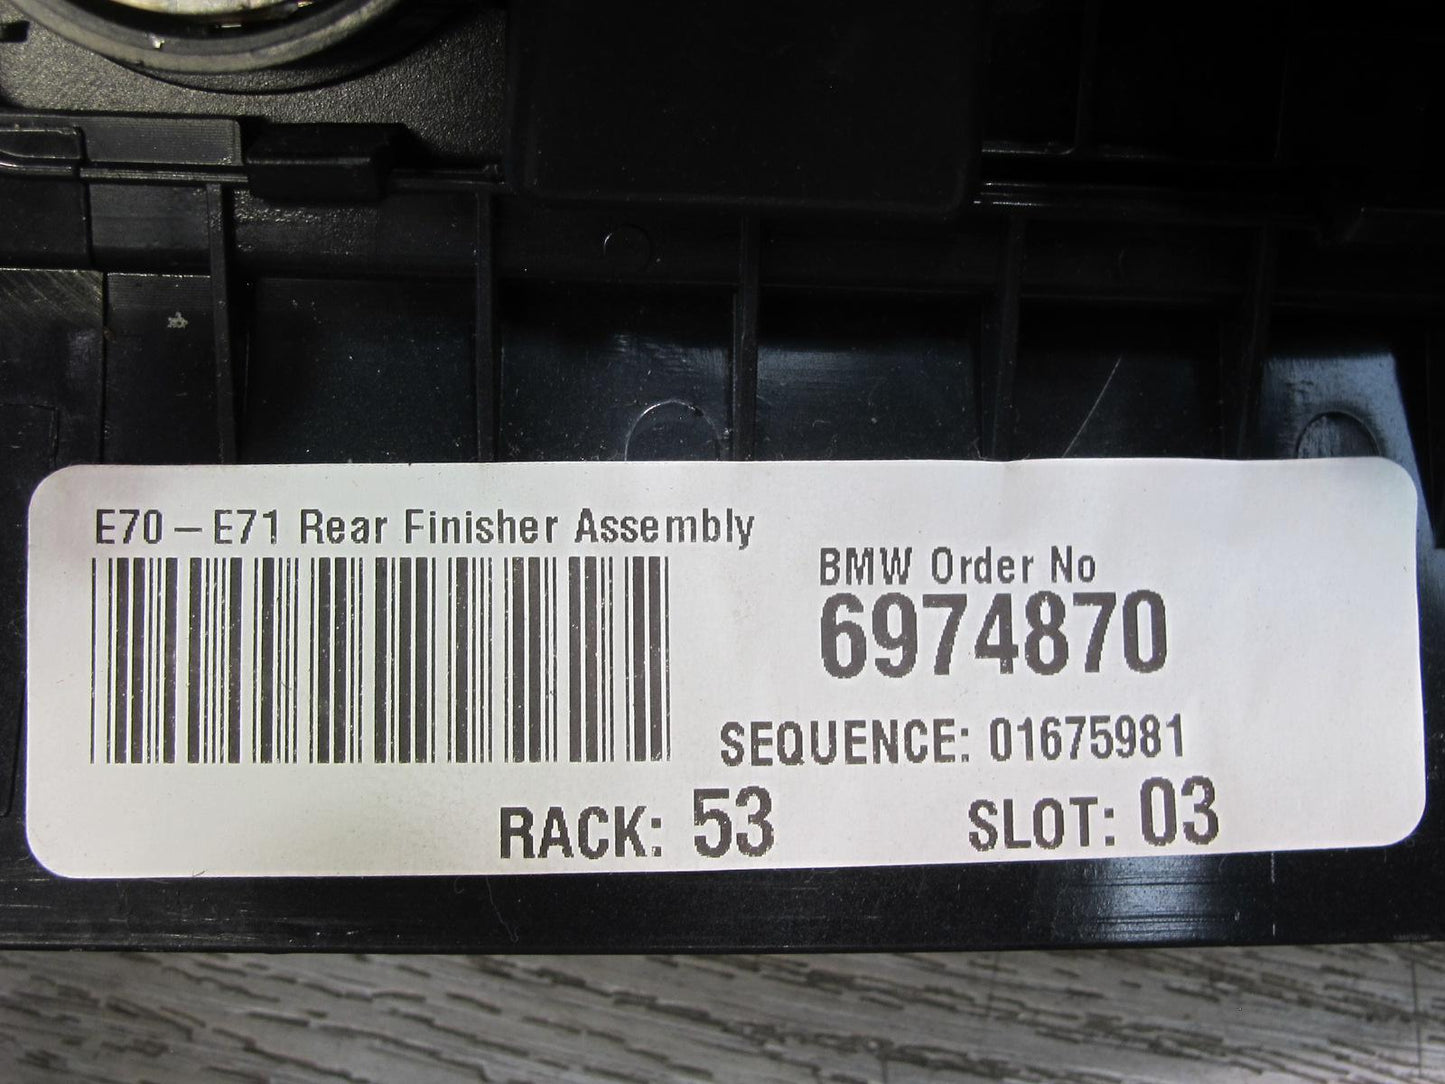 E70 – E71 Rear Finisher Assembly
BMW Order No
6974870
SEQUENCE: 01675981
RACK: 53 SLOT: 03